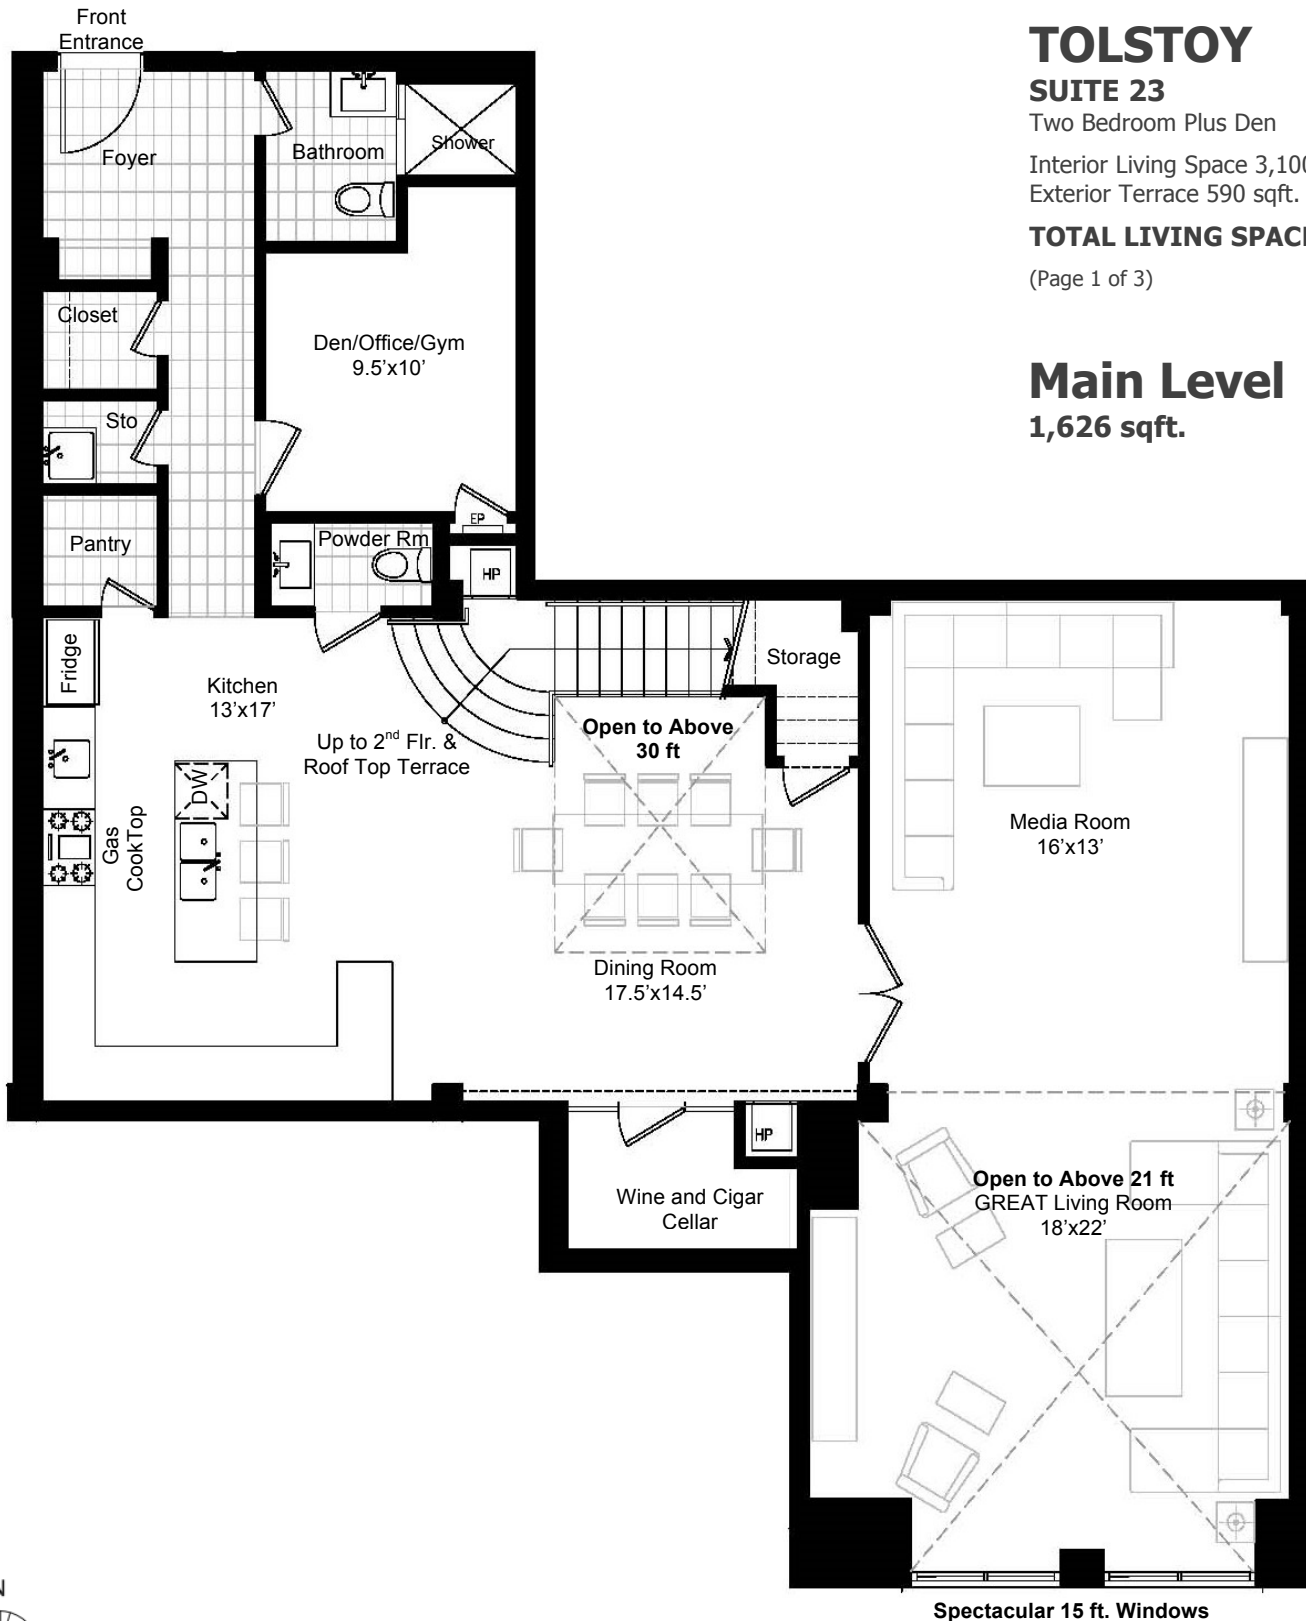 Front
Entrance
TOLSTOY
SUITE 23
Two Bedroom Plus Den
Interior Living Space 3,100
Exterior Terrace 590 sqft.
TOTAL LIVING SPACE
(Page 1 of 3)
Main Level
1,626 sqft.
Foyer
Bathroom
Shower
Closet
Den/Office/Gym
9.5'x10'
Sto
Pantry
Powder Rm
EP
HP
Fridge
Kitchen
13'x17'
Storage
Up to 2nd Flr. &
Roof Top Terrace
Open to Above
30 ft
DW
Gas
CookTop
Media Room
16'x13'
Dining Room
17.5'x14.5'
HP
Wine and Cigar
Cellar
Open to Above 21 ft
GREAT Living Room
18'x22'
N
Spectacular 15 ft. Windows